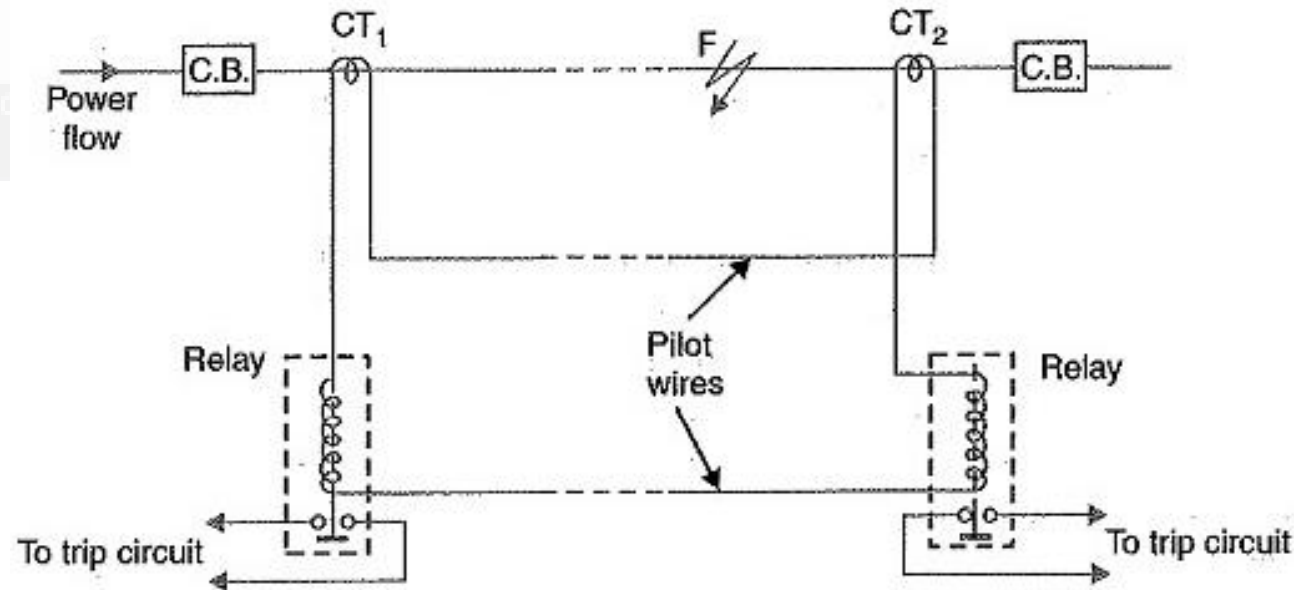 CT₁
CT₂
F
C.B.
C.B.
Power
flow
Pilot
wires
Relay
Relay
To trip circuit
To trip circuit